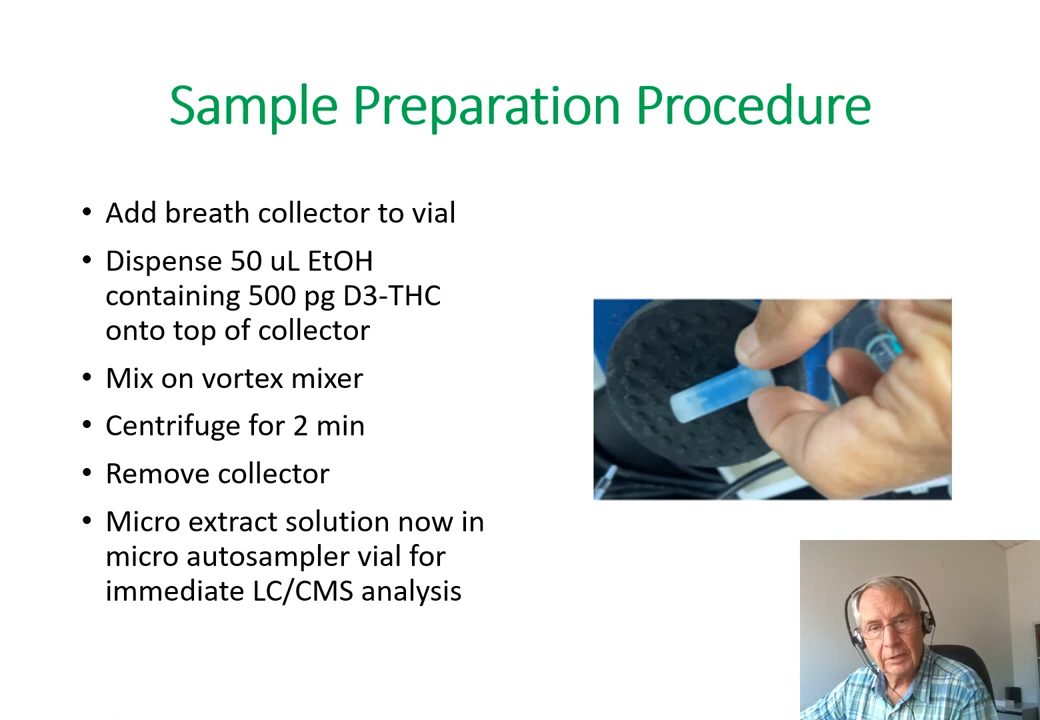 Sample Preparation Procedure
• Add breath collector to vial
• Dispense 50 uL EtOH
containing 500 pg D3-THC
onto top of collector
• Mix on vortex mixer
• Centrifuge for 2 min
• Remove collector
• Micro extract solution now in
micro autosampler vial for
immediate LC/CMS analysis